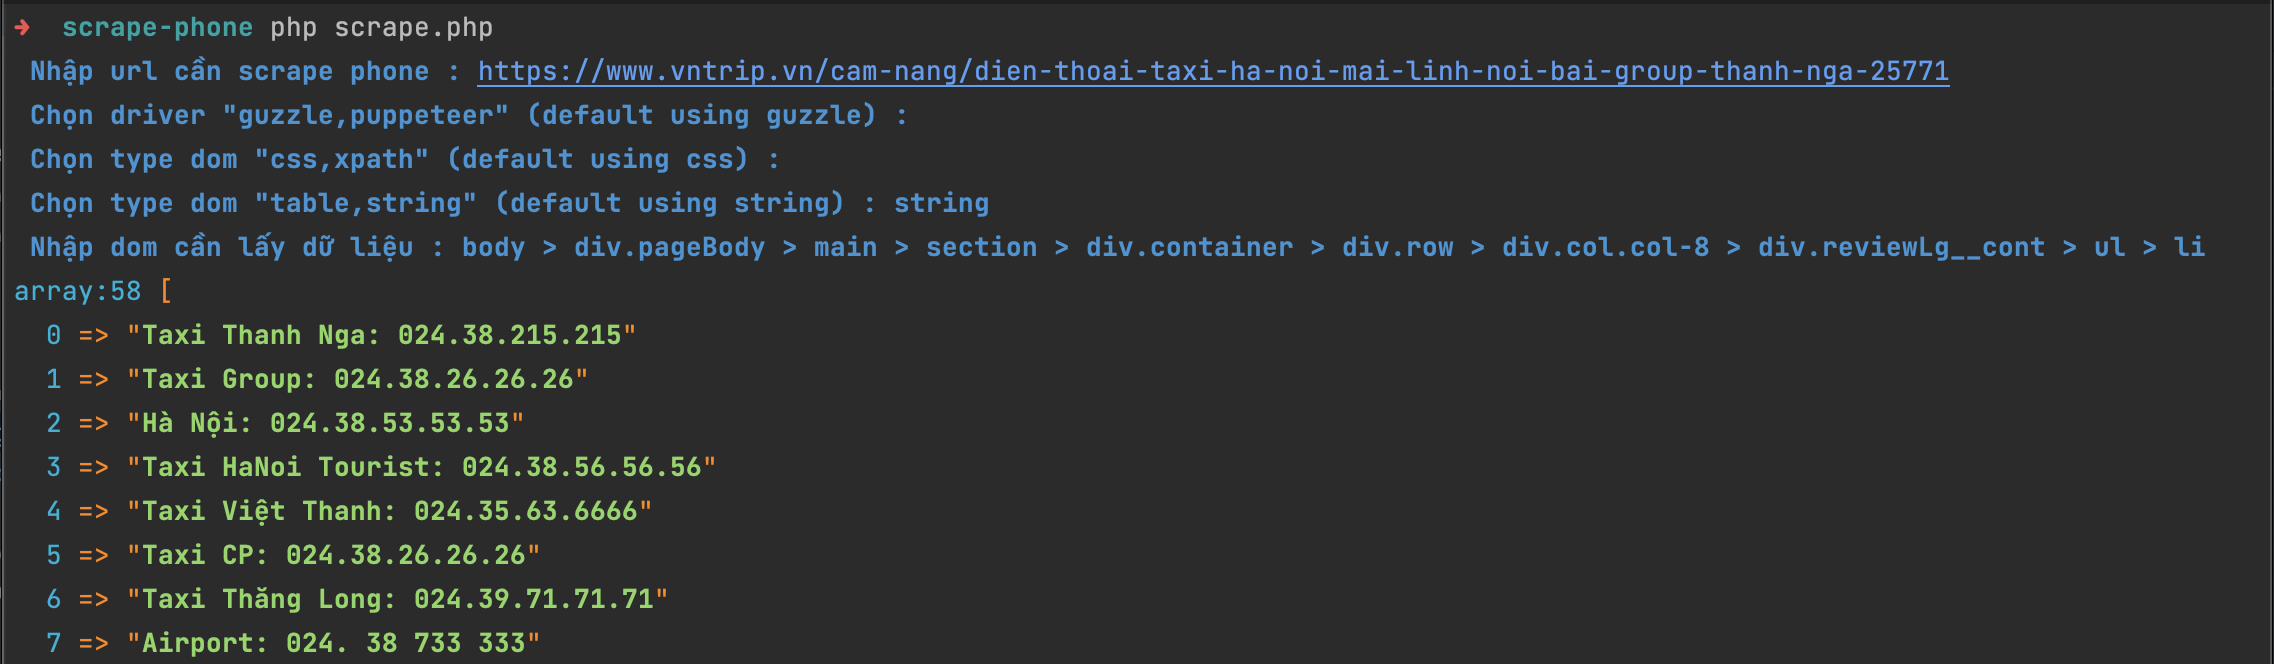 ➜ scrape-phone php scrape.php
Nhập url cần scrape phone : https://www.vntrip.vn/cam-nang/dien-thoai-taxi-ha-noi-mai-linh-noi-bai-group-thanh-nga-25771
Chọn driver "guzzle,puppeteer" (default using guzzle) :
Chọn type dom "css,xpath" (default using css) :
Chọn type dom "table,string" (default using string) : string
Nhập dom cần lấy dữ liệu : body > div.pageBody > main > section > div.container > div.row > div.col.col-8 > div.reviewLg__cont > ul > li
array:58 [
0 => "Taxi Thanh Nga: 024.38.215.215"
1 => "Taxi Group: 024.38.26.26.26"
2 => "Hà Nội: 024.38.53.53.53"
3 => "Taxi HaNoi Tourist: 024.38.56.56.56"
4 => "Taxi Việt Thanh: 024.35.63.6666"
5 => "Taxi CP: 024.38.26.26.26"
6 => "Taxi Thăng Long: 024.39.71.71.71"
7 => "Airport: 024. 38 733 333"